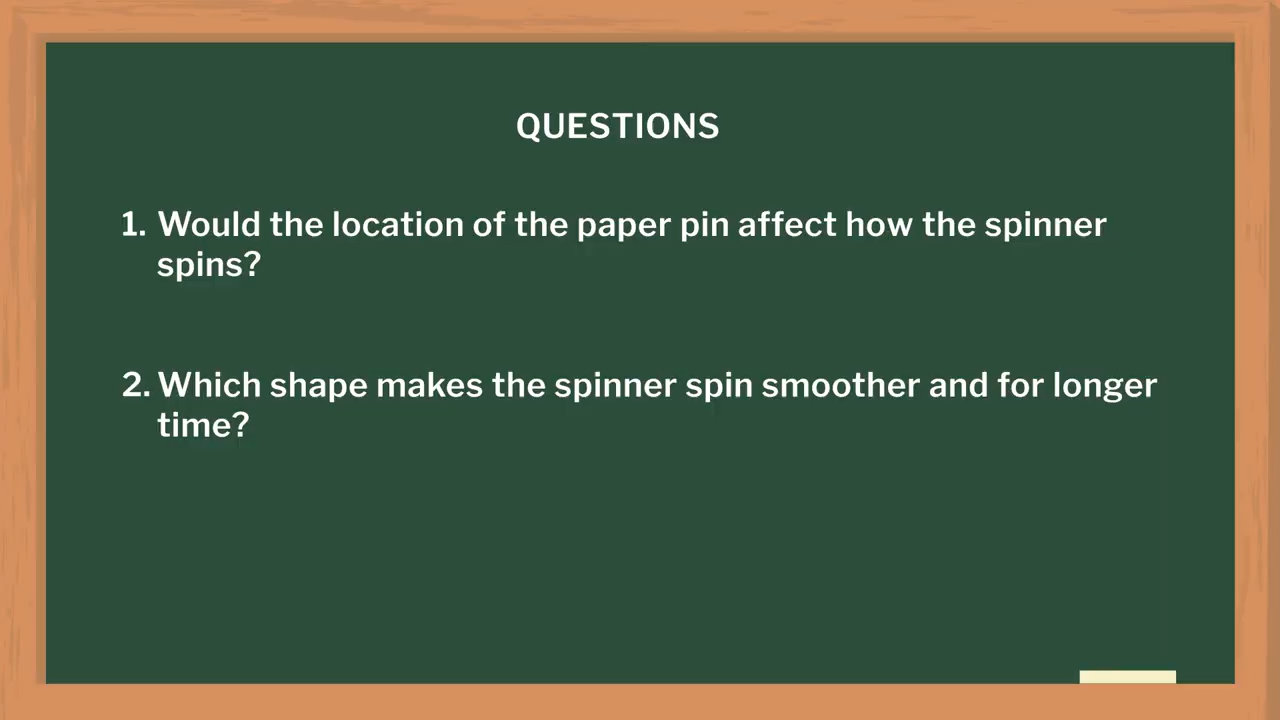 QUESTIONS
1. Would the location of the paper pin affect how the spinner
spins?
2. Which shape makes the spinner spin smoother and for longer
time?